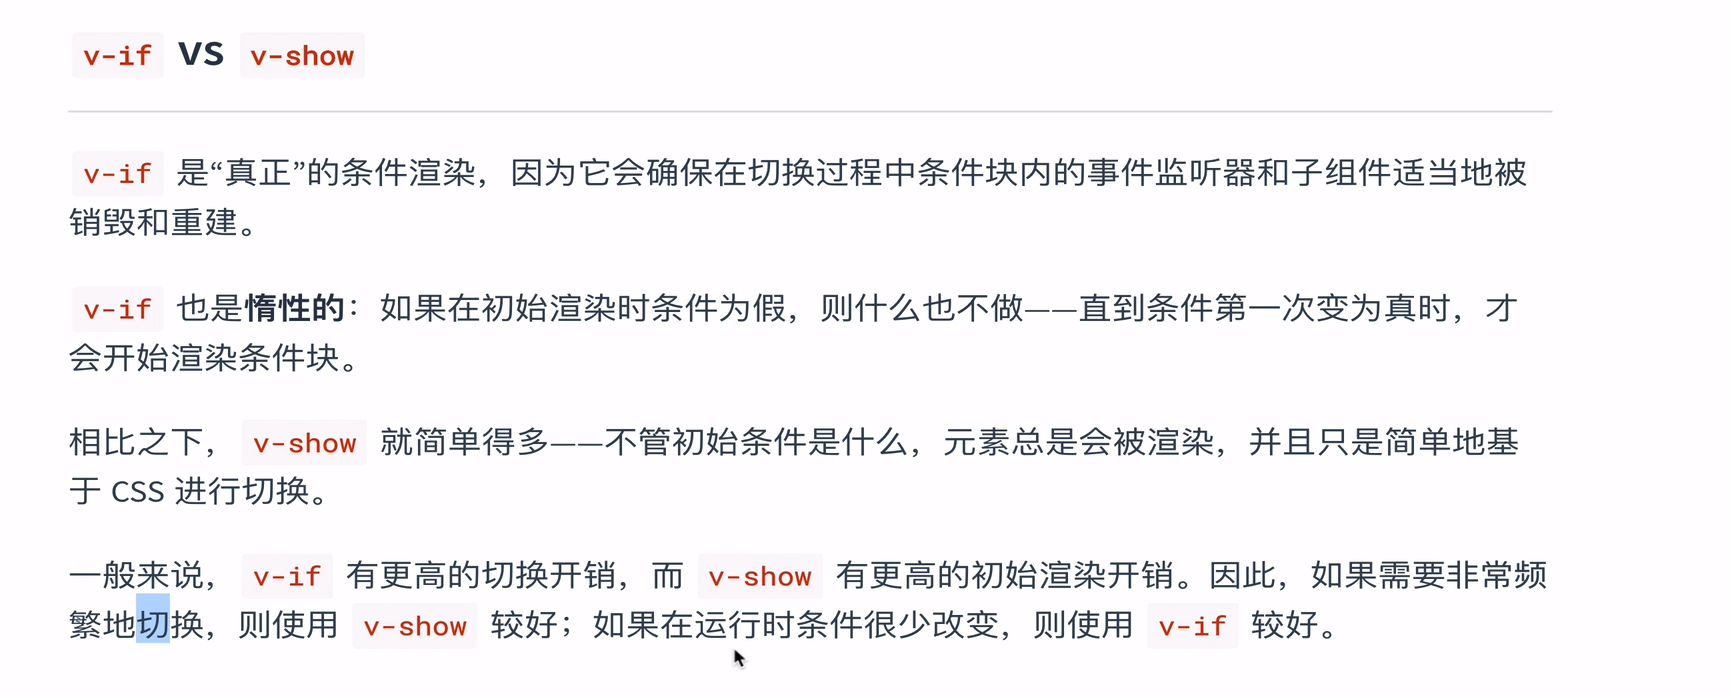 v-if VS v-show
v-if 是“真正”的条件渲染，因为它会确保在切换过程中条件块内的事件监听器和子组件适当地被
销毁和重建。
v-if 也是惰性的：如果在初始渲染时条件为假，则什么也不做——直到条件第一次变为真时，才
会开始渲染条件块。
相比之下，v-show 就简单得多——不管初始条件是什么，元素总是会被渲染，并且只是简单地基
于 CSS 进行切换。
一般来说，v-if 有更高的切换开销，而 v-show 有更高的初始渲染开销。因此，如果需要非常频
繁地切换，则使用 v-show 较好；如果在运行时条件很少改变，则使用 v-if 较好。